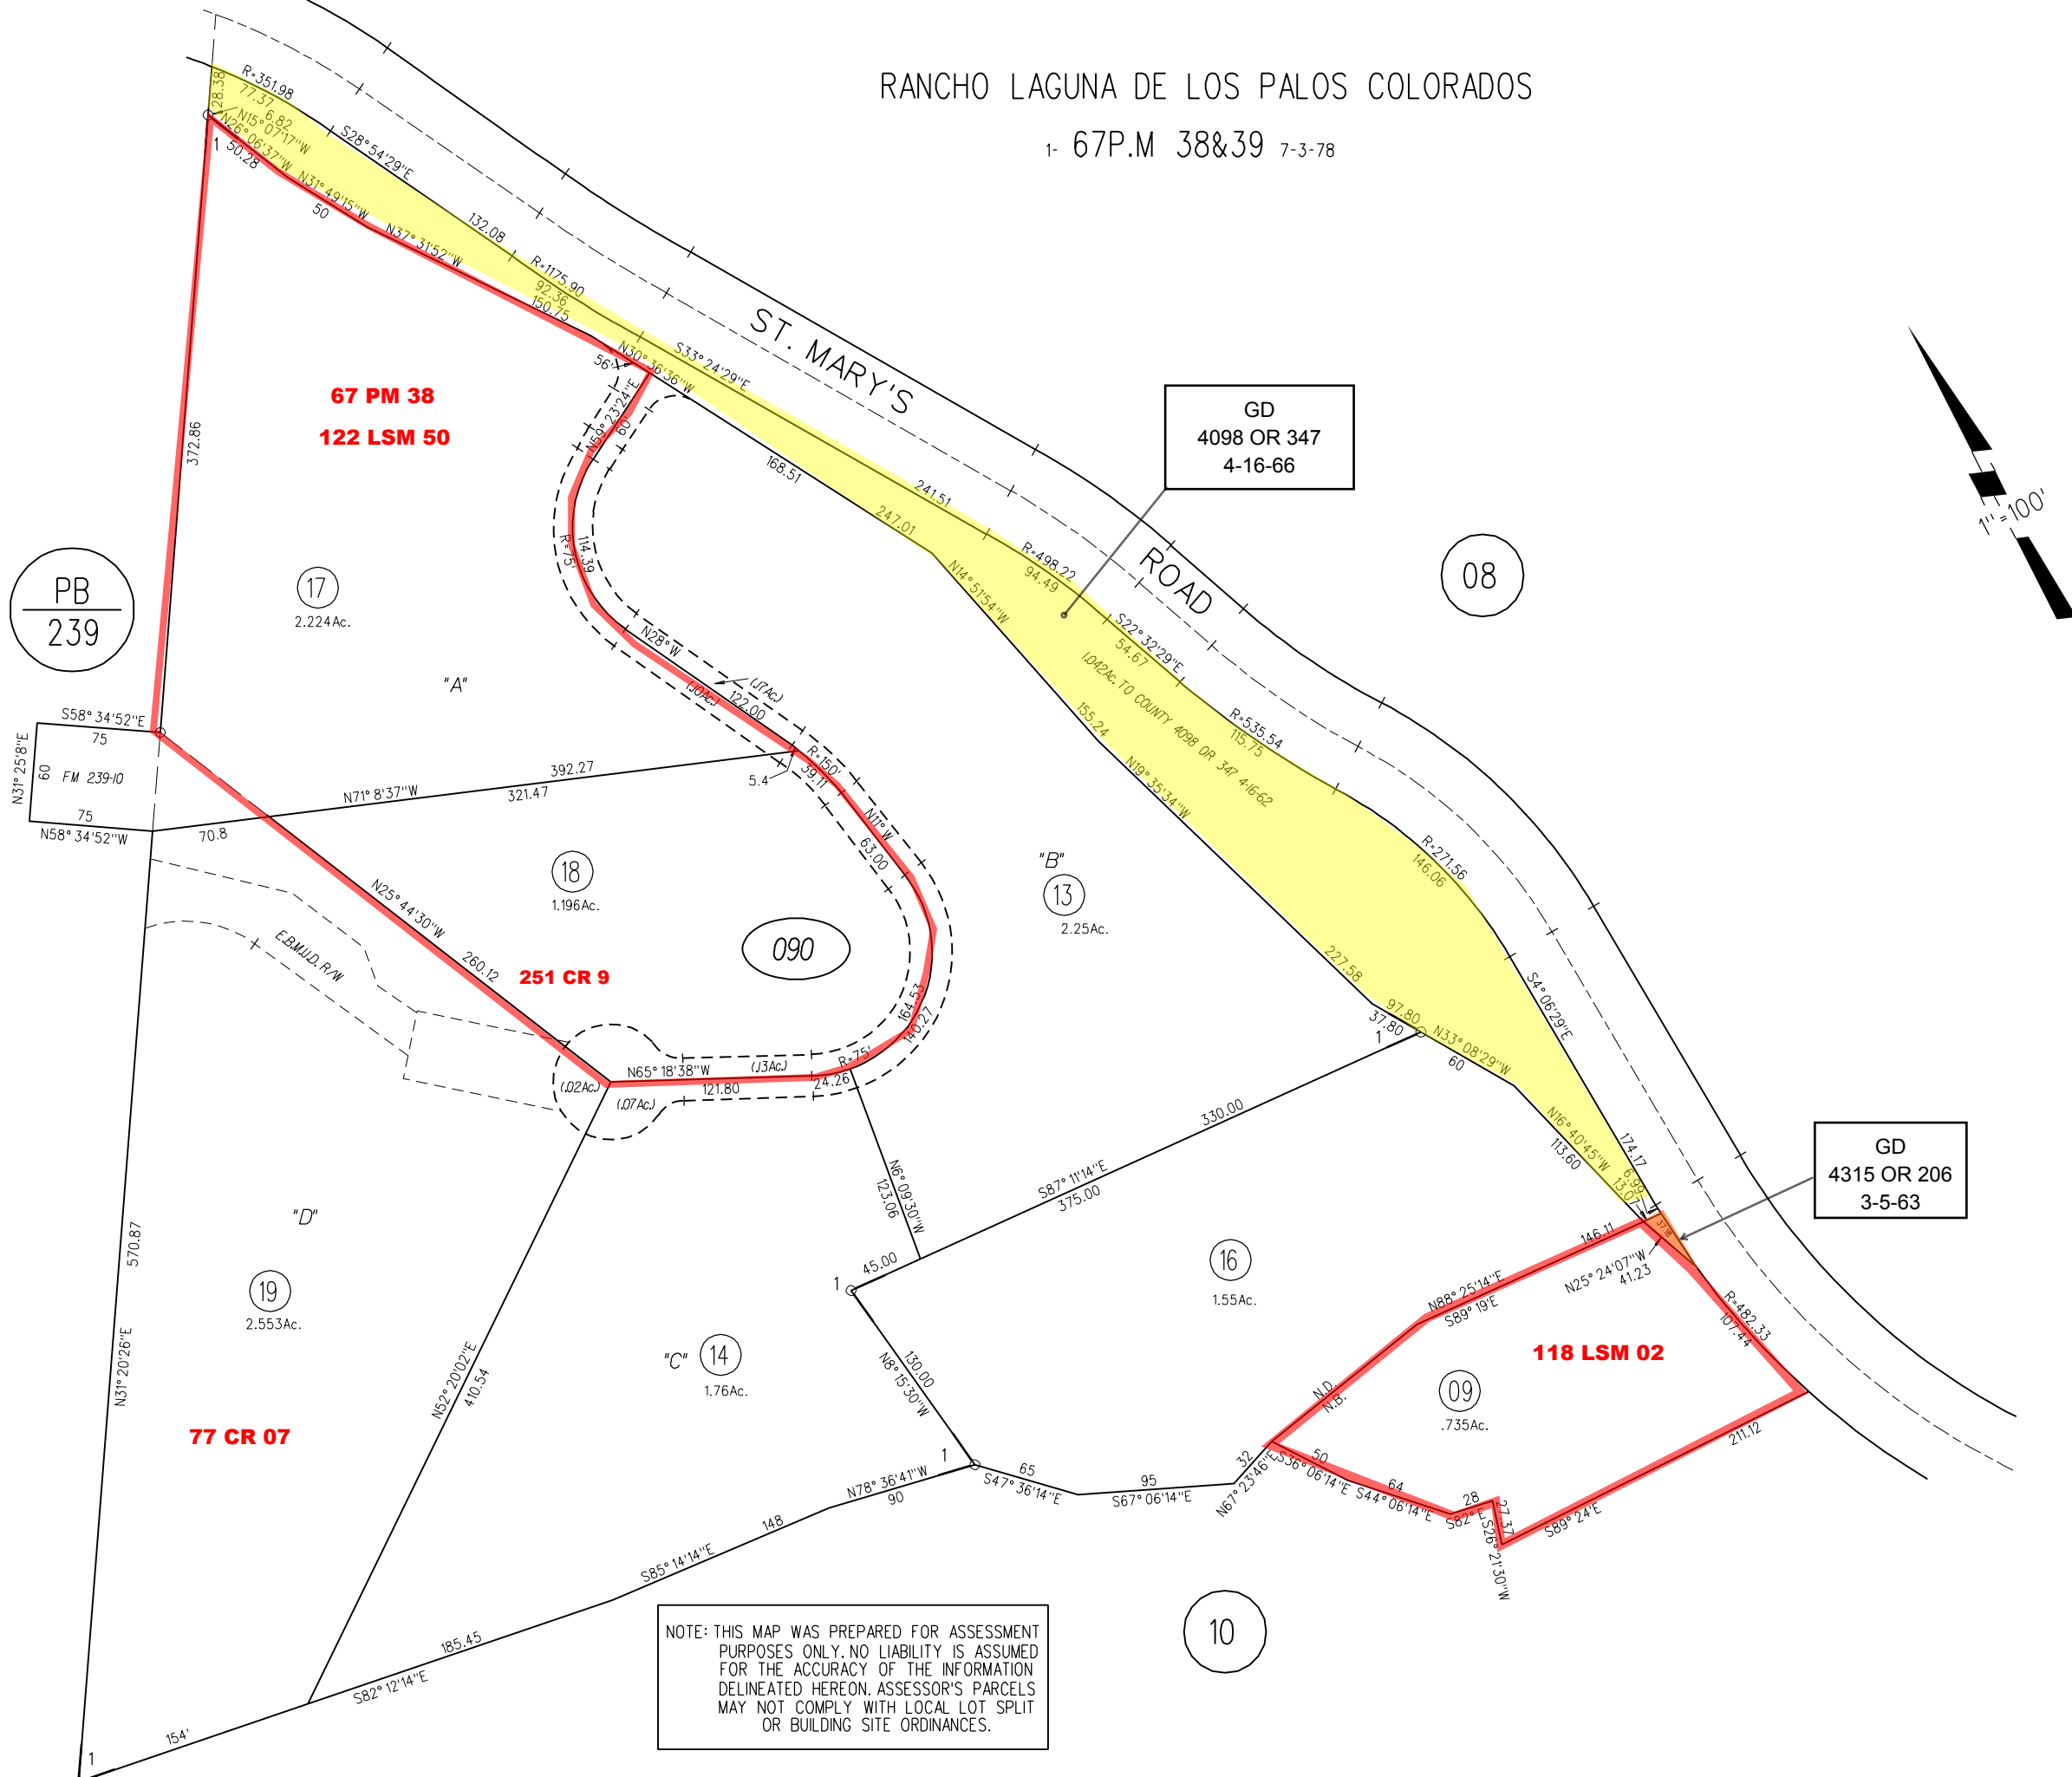 RANCHO LAGUNA DE LOS PALOS COLORADOS
1- 67P.M 38&39 7-3-78
28.38
R=351.98
77.37
6.82
N15°07'17"W
N26°06'37"W
50.28
1
S28°54'29"E
132.08
N31°49'15"W
50
N37°31'52"W
150.75
R=1175.90
92.36
N30°36'36"W
56'
S33°24'29"E
241.51
ST. MARY'S
ROAD
67 PM 38
122 LSM 50
372.86
N59°23'24"E
60'
168.51
247.01
GD
4098 OR 347
4-16-66
1"=100'
08
R=498.22
94.49
N14°51'54"W
155.24
S22°32'29"E
54.67
1.042Ac. TO COUNTY 4098 OR 347 4-16-62
R=535.54
115.75
N19°35'34"W
227.58
R=271.56
146.06
PB
239
17
2.224Ac.
R=75'
114.39
N28°W
122.00
(.10Ac.)
(.17Ac.)
"A"
S58°34'52"E
75
N31°25'8"E
60
FM 239-10
75
N58°34'52"W
N71°8'37"W
392.27
321.47
70.8
5.4
R=150'
39.11
N11°W
63.00
18
1.196Ac.
"B"
13
2.25Ac.
090
N25°44'30"W
260.12
251 CR 9
E.B.M.U.D. R/W
164.53
140.27
R=75'
24.26
N65°18'38"W
121.80
(.13Ac.)
(.02Ac.)
(.07Ac.)
97.80
37.80
1
N33°08'29"W
60
S4°06'29"E
174.17
N16°40'45"W
113.60
6.99
13.07
37.18
GD
4315 OR 206
3-5-63
N6°09'30"W
123.06
S87°11'14"E
330.00
375.00
45.00
1
16
1.55Ac.
146.11
N88°25'14"E
S89°19'E
N25°24'07"W
41.23
R=482.33
107.44
118 LSM 02
N.D.
N.B.
09
.735Ac.
211.12
S89°24'E
"D"
19
2.553Ac.
570.87
N31°20'26"E
77 CR 07
N52°20'02"E
410.54
"C"
14
1.76Ac.
130.00
N8°15'30"W
1
N78°36'41"W
90
65
S47°36'14"E
95
S67°06'14"E
32
N67°23'46"E
50
S36°06'14"E
64
S44°06'14"E
28
S82°E
27.37
S26°21'30"W
148
S85°14'14"E
185.45
S82°12'14"E
154'
1
10
NOTE: THIS MAP WAS PREPARED FOR ASSESSMENT
PURPOSES ONLY. NO LIABILITY IS ASSUMED
FOR THE ACCURACY OF THE INFORMATION
DELINEATED HEREON. ASSESSOR'S PARCELS
MAY NOT COMPLY WITH LOCAL LOT SPLIT
OR BUILDING SITE ORDINANCES.